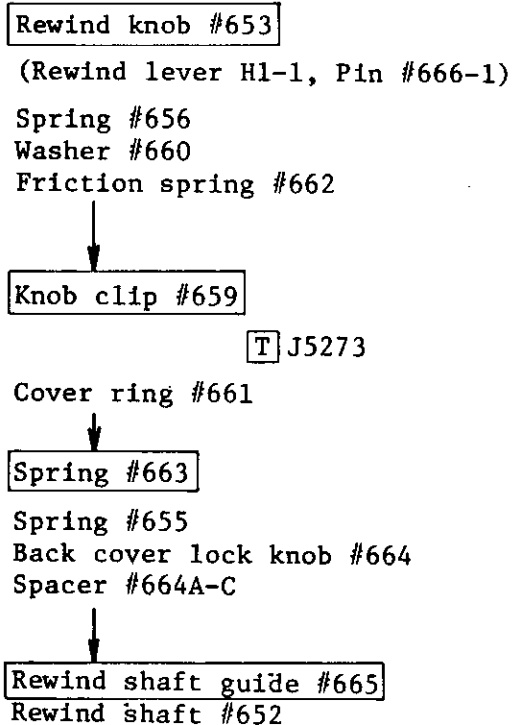 Rewind knob #653
(Rewind lever H1-1, Pin #666-1)
Spring #656
Washer #660
Friction spring #662
Knob clip #659
T J5273
Cover ring #661
Spring #663
Spring #655
Back cover lock knob #664
Spacer #664A-C
Rewind shaft guide #665
Rewind shaft #652